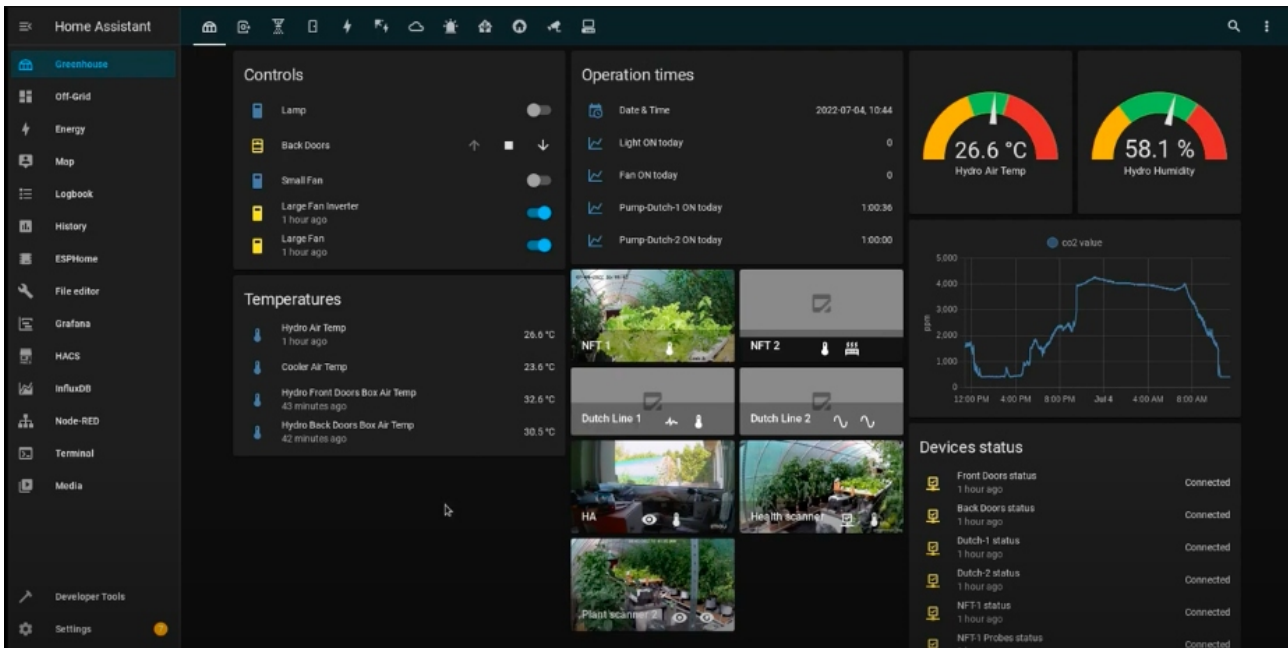 Home Assistant
Greenhouse
Off-Grid
Energy
Map
Logbook
History
ESPHome
File editor
Grafana
HACS
InfluxDB
Node-RED
Terminal
Media
Developer Tools
Settings
Controls
Lamp
Back Doors
Small Fan
Large Fan Inverter
1 hour ago
Large Fan
1 hour ago
Temperatures
Hydro Air Temp 26.6 °C
1 hour ago
Cooler Air Temp 23.6 °C
Hydro Front Doors Box Air Temp 32.6 °C
43 minutes ago
Hydro Back Doors Box Air Temp 30.5 °C
42 minutes ago
Operation times
Date & Time 2022-07-04, 10:44
Light ON today 0
Fan ON today 0
Pump-Dutch-1 ON today 1:00:36
Pump-Dutch-2 ON today 1:00:00
NFT 1
NFT 2
Dutch Line 1
Dutch Line 2
HA
Health scanner
Plant scanner 2
26.6 °C
Hydro Air Temp
58.1 %
Hydro Humidity
co2 value
5,000
4,000
3,000
2,000
1,000
0
ppm
12:00 PM 4:00 PM 8:00 PM Jul 4 4:00 AM 8:00 AM
Devices status
Front Doors status Connected
1 hour ago
Back Doors status Connected
1 hour ago
Dutch-1 status Connected
1 hour ago
Dutch-2 status Connected
1 hour ago
NFT-1 status Connected
1 hour ago
NFT-1 Probes status Connected